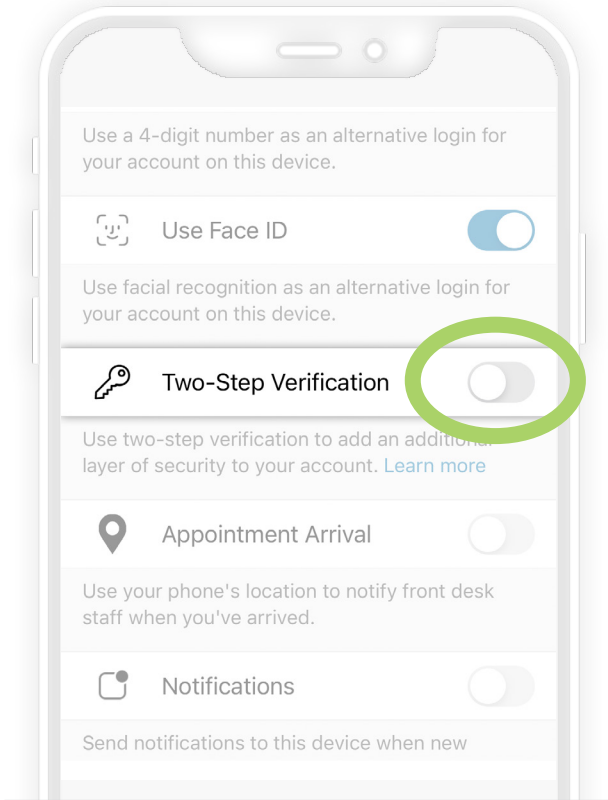 Use a 4-digit number as an alternative login for
your account on this device.
Use Face ID
Use facial recognition as an alternative login for
your account on this device.
Two-Step Verification
Use two-step verification to add an additional
layer of security to your account. Learn more
Appointment Arrival
Use your phone's location to notify front desk
staff when you've arrived.
Notifications
Send notifications to this device when new